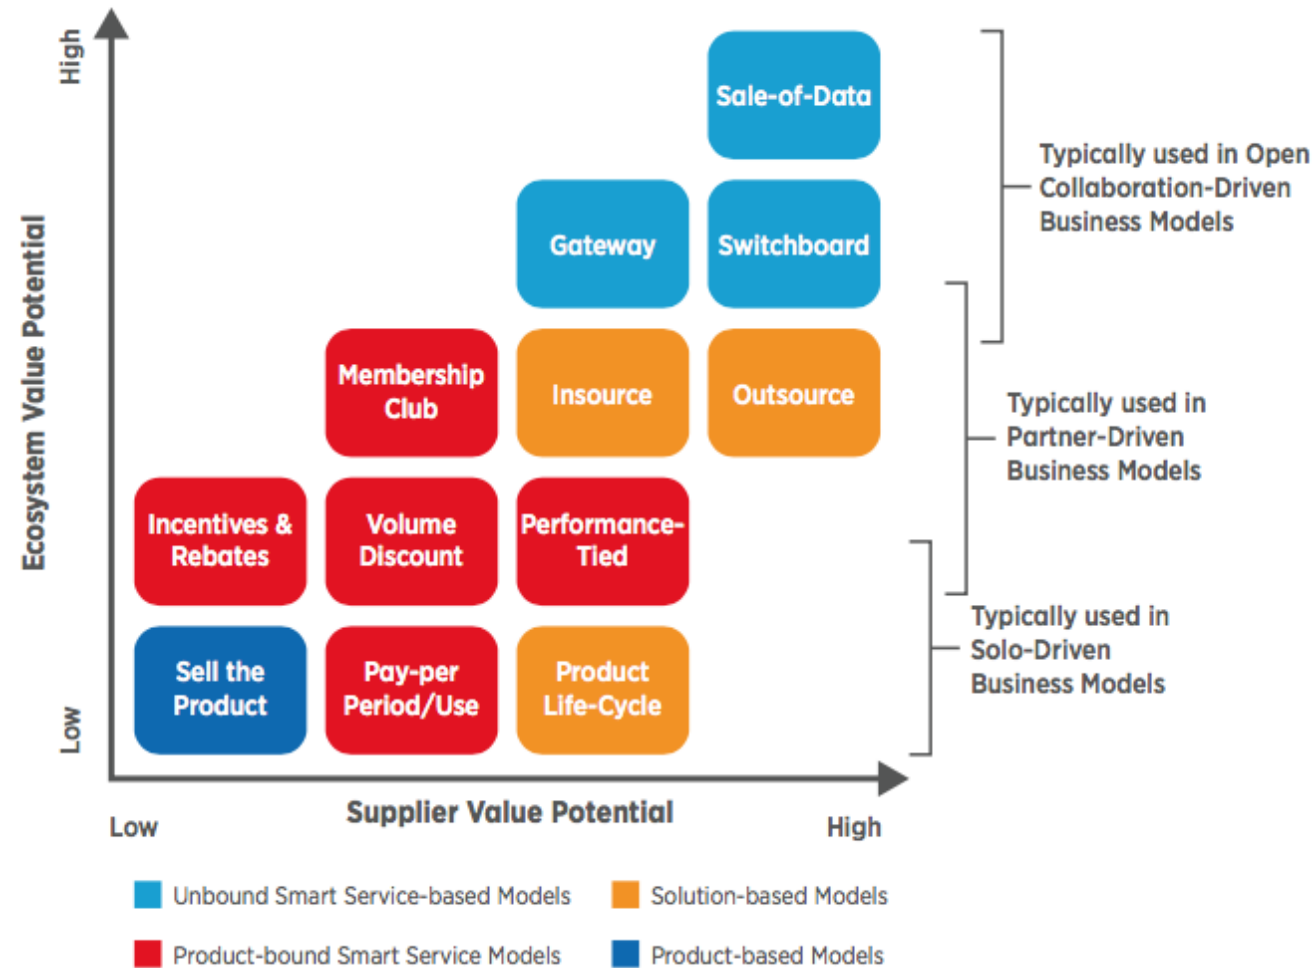 High
Sale-of-Data
Typically used in Open
Collaboration-Driven
Business Models
Gateway
Switchboard
Ecosystem Value Potential
Membership
Club
Insource
Outsource
Typically used in
Partner-Driven
Business Models
Incentives &
Rebates
Volume
Discount
Performance-
Tied
Typically used in
Solo-Driven
Business Models
Sell the
Product
Pay-per
Period/Use
Product
Life-Cycle
Low
Low
Supplier Value Potential
High
Unbound Smart Service-based Models
Solution-based Models
Product-bound Smart Service Models
Product-based Models